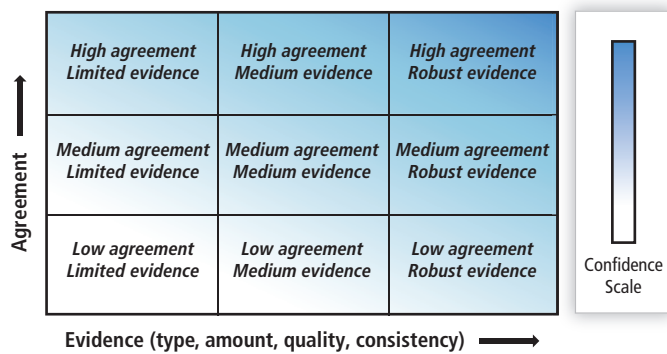 High agreement
Limited evidence
High agreement
Medium evidence
High agreement
Robust evidence
Medium agreement
Limited evidence
Medium agreement
Medium evidence
Medium agreement
Robust evidence
Low agreement
Limited evidence
Low agreement
Medium evidence
Low agreement
Robust evidence
Agreement
Evidence (type, amount, quality, consistency)
Confidence
Scale